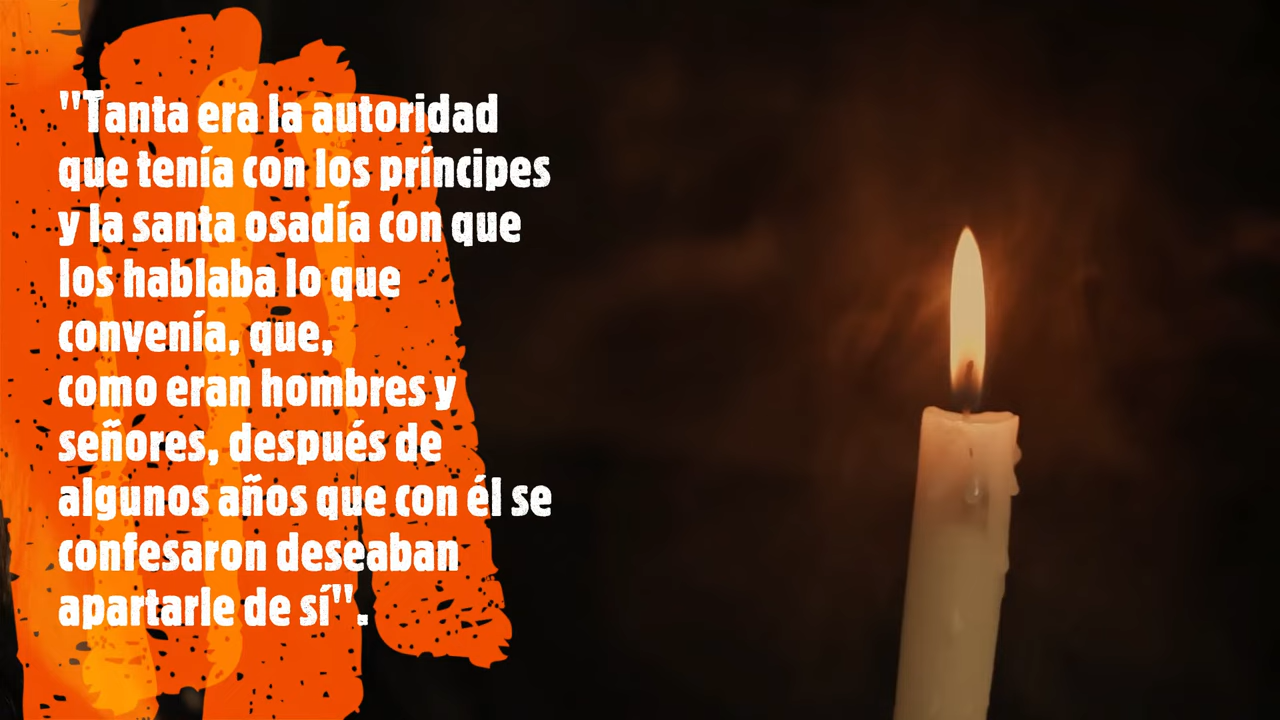 "Tanta era la autoridad
que tenía con los príncipes
y la santa osadía con que
los hablaba lo que
convenía, que,
como eran hombres y
señores, después de
algunos años que con él se
confesaron deseaban
apartarle de sí".